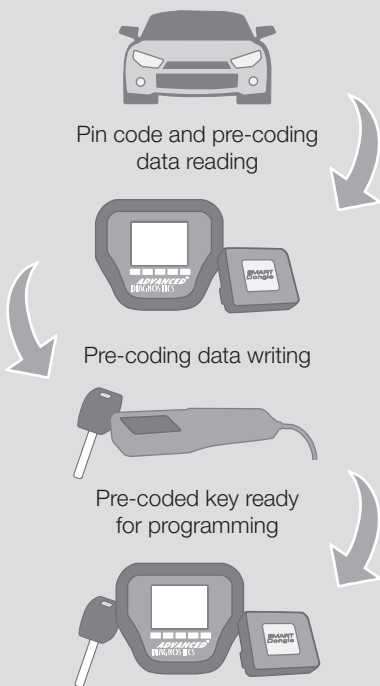 Pin code and pre-coding
data reading
ADVANCED
DIAGNOSTICS
SMART
Dongle
Pre-coding data writing
Pre-coded key ready
for programming
ADVANCED
DIAGNOSTICS
SMART
Dongle